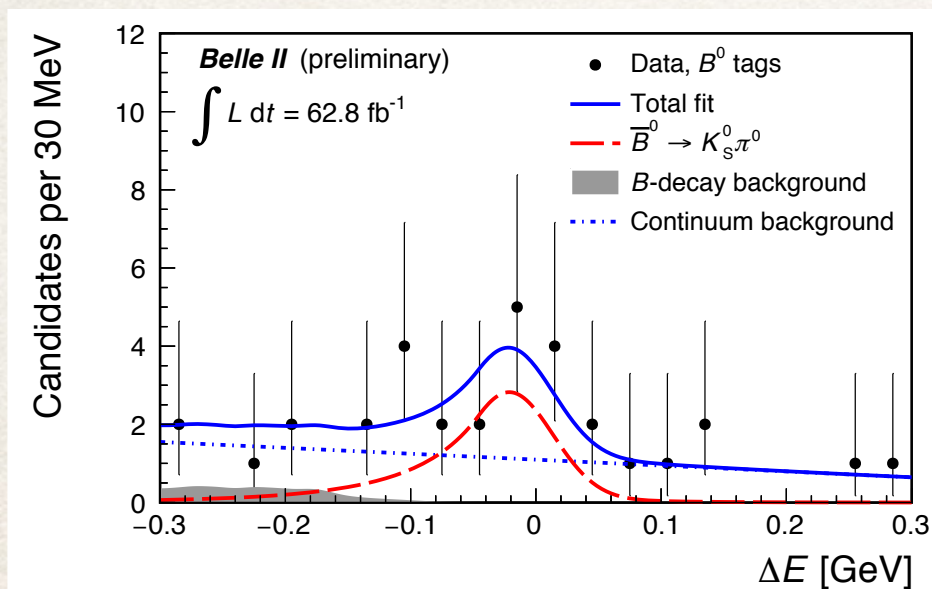 Candidates per 30 MeV
12
10
8
6
4
2
0
Belle II (preliminary)
∫ L dt = 62.8 fb⁻¹
Data, B⁰ tags
Total fit
B̅⁰ → K⁰_S π⁰
B-decay background
Continuum background
−0.3 −0.2 −0.1 0 0.1 0.2 0.3
ΔE [GeV]